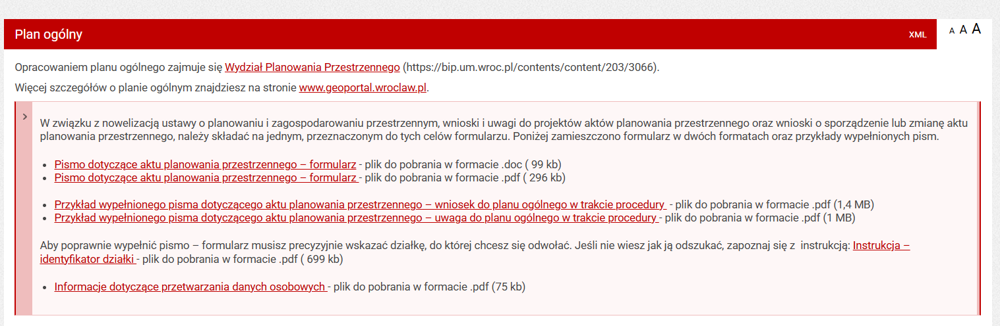 Plan ogólny
XML
A A A
Opracowaniem planu ogólnego zajmuje się Wydział Planowania Przestrzennego (https://bip.um.wroc.pl/contents/content/203/3066).
Więcej szczegółów o planie ogólnym znajdziesz na stronie www.geoportal.wroclaw.pl.
W związku z nowelizacją ustawy o planowaniu i zagospodarowaniu przestrzennym, wnioski i uwagi do projektów aktów planowania przestrzennego oraz wnioski o sporządzenie lub zmianę aktu
planowania przestrzennego, należy składać na jednym, przeznaczonym do tych celów formularzu. Poniżej zamieszczono formularz w dwóch formatach oraz przykłady wypełnionych pism.
• Pismo dotyczące aktu planowania przestrzennego – formularz - plik do pobrania w formacie .doc ( 99 kb)
• Pismo dotyczące aktu planowania przestrzennego – formularz - plik do pobrania w formacie .pdf ( 296 kb)
• Przykład wypełnionego pisma dotyczącego aktu planowania przestrzennego – wniosek do planu ogólnego w trakcie procedury - plik do pobrania w formacie .pdf (1,4 MB)
• Przykład wypełnionego pisma dotyczącego aktu planowania przestrzennego – uwaga do planu ogólnego w trakcie procedury - plik do pobrania w formacie .pdf (1 MB)
Aby poprawnie wypełnić pismo – formularz musisz precyzyjnie wskazać działkę, do której chcesz się odwołać. Jeśli nie wiesz jak ją odszukać, zapoznaj się z instrukcją: Instrukcja –
identyfikator działki - plik do pobrania w formacie .pdf ( 699 kb)
• Informacje dotyczące przetwarzania danych osobowych - plik do pobrania w formacie .pdf (75 kb)